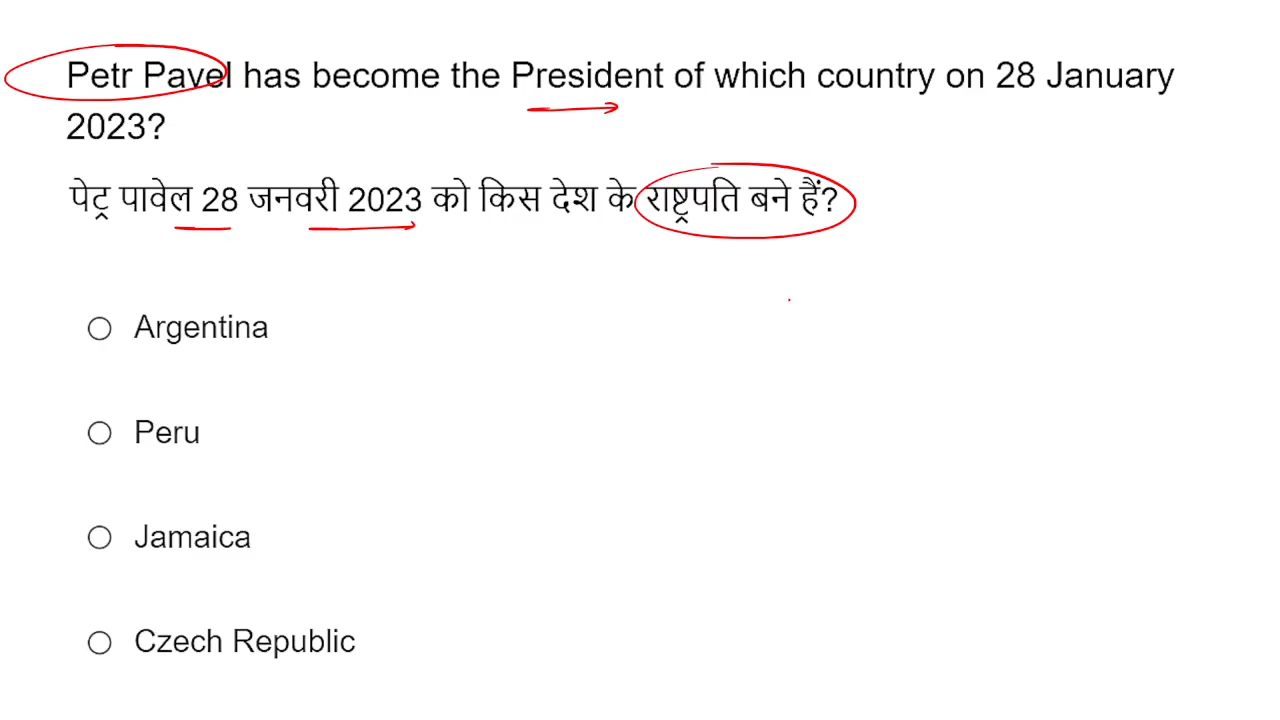 Petr Pavel has become the President of which country on 28 January
2023?
पेट्र पावेल 28 जनवरी 2023 को किस देश के राष्ट्रपति बने हैं?
Argentina
Peru
Jamaica
Czech Republic